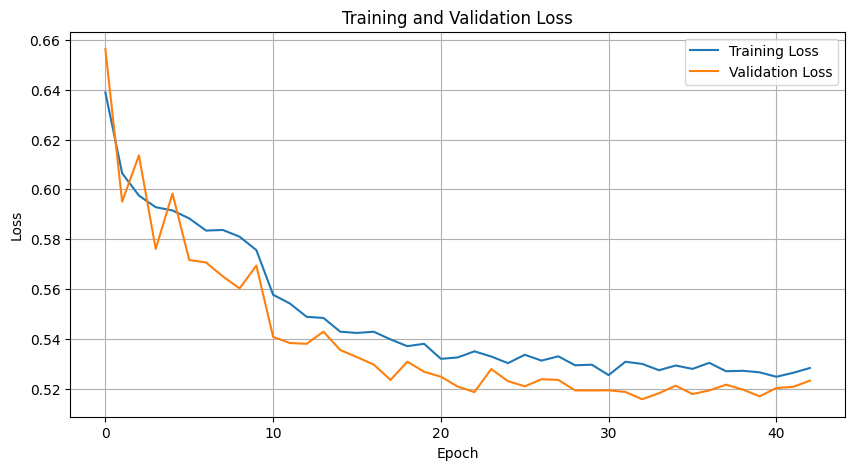 Training and Validation Loss
Training Loss
Validation Loss
0.66
0.64
0.62
0.60
0.58
0.56
0.54
0.52
Loss
0
10
20
30
40
Epoch